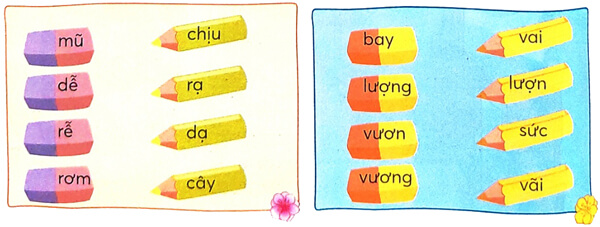 mũ chịu
dễ rạ
rễ dạ
rơm cây
bay vai
lượng lượn
vươn sức
vương vãi